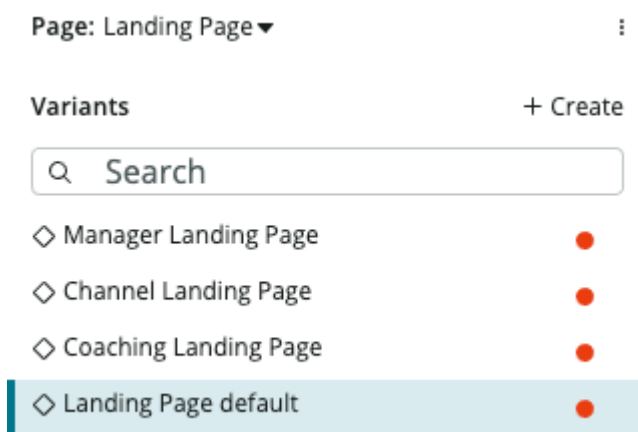 Page: Landing Page
Variants + Create
Search
Manager Landing Page
Channel Landing Page
Coaching Landing Page
Landing Page default